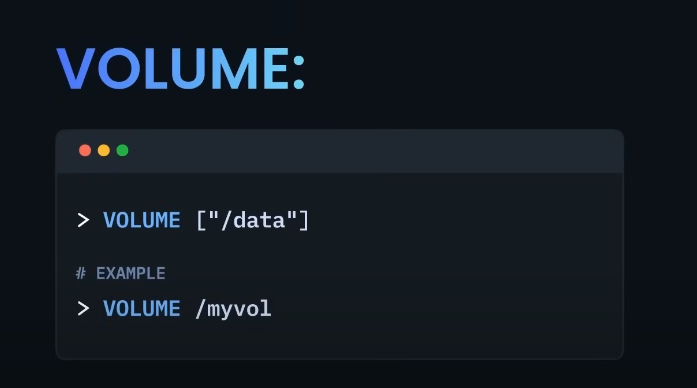 VOLUME:
> VOLUME ["/data"]
# EXAMPLE
> VOLUME /myvol